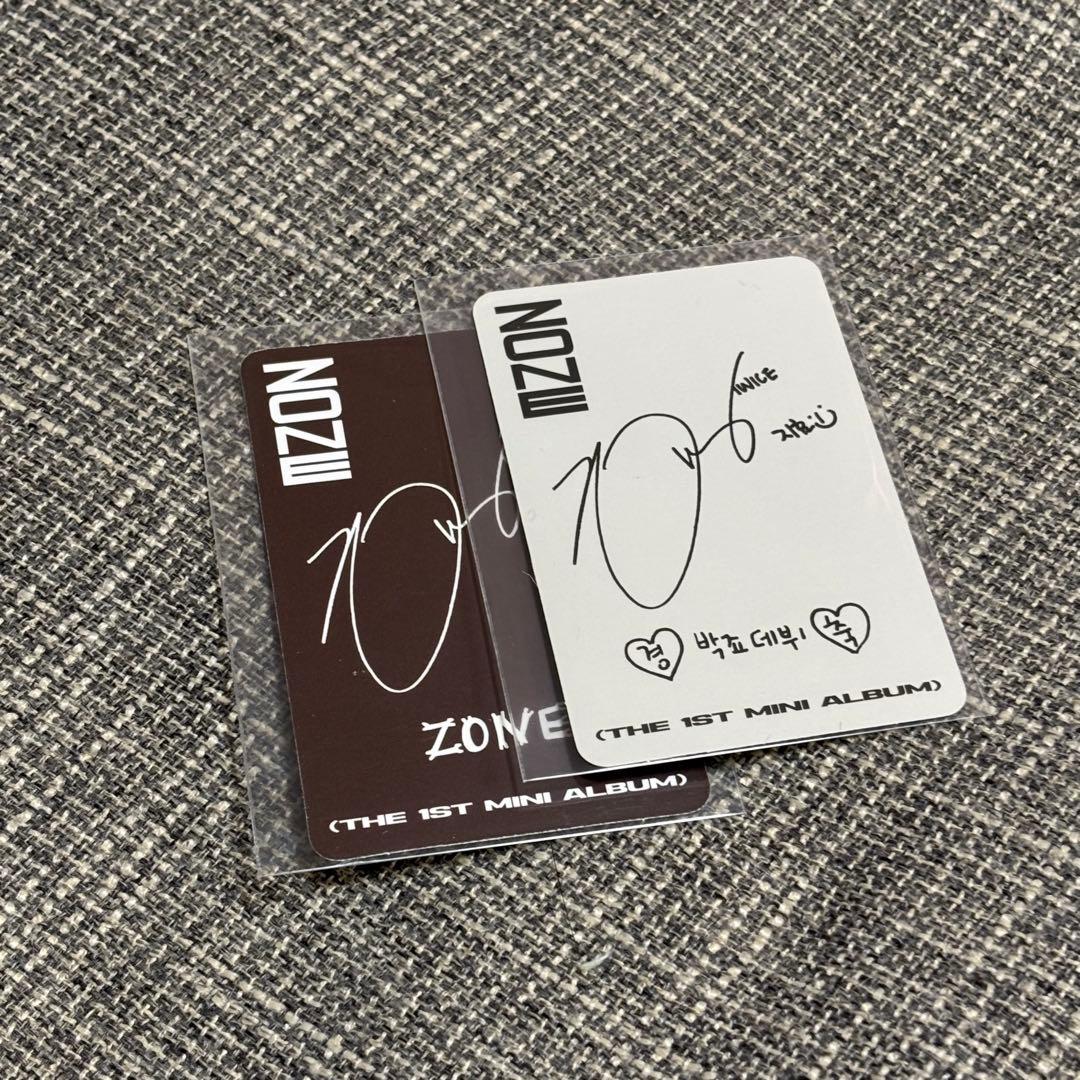 ZONE
ZONE
(THE 1ST MINI ALBUM)
ZONE
TWICE
지효
경 박죠데뷔 축
(THE 1ST MINI ALBUM)